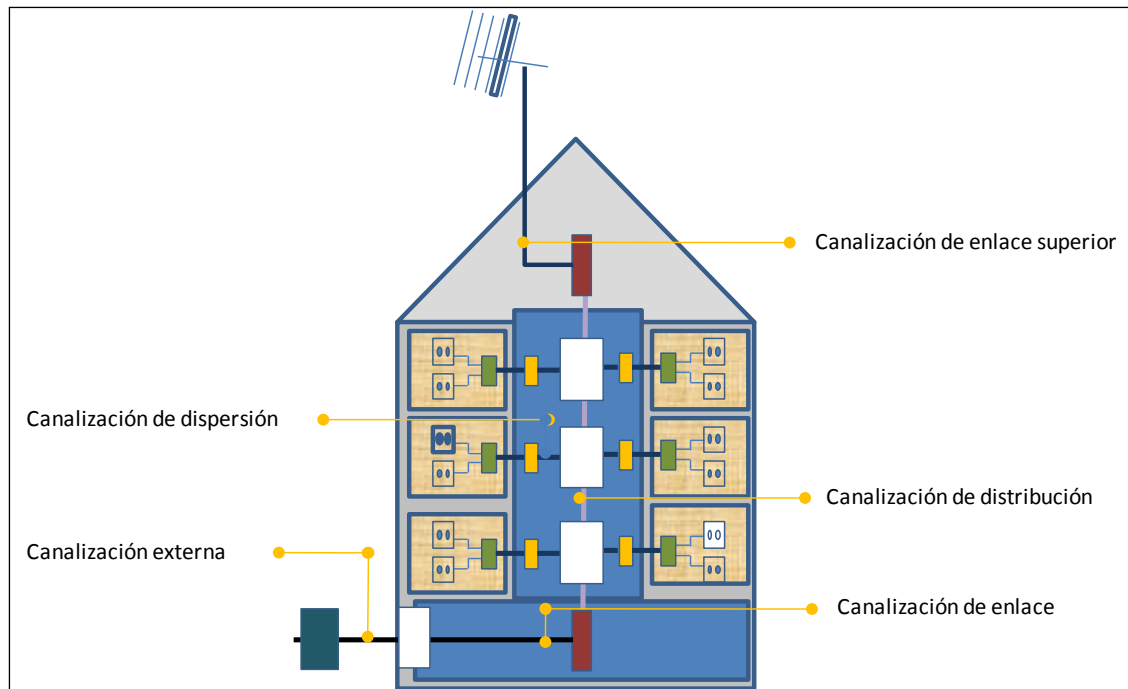 Canalización de enlace superior
Canalización de dispersión
Canalización de distribución
Canalización externa
Canalización de enlace